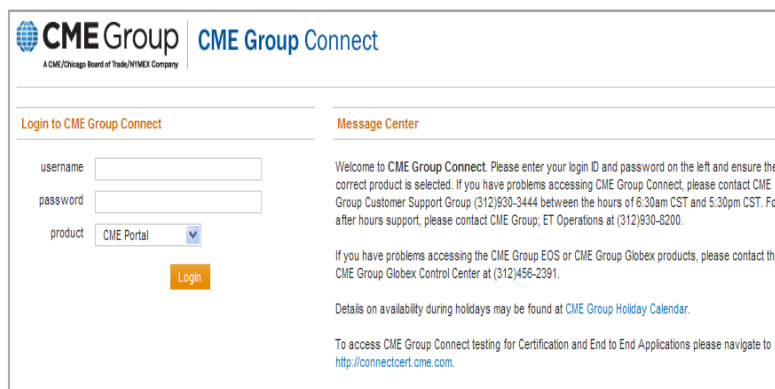 CME Group
CME Group Connect
A CME/Chicago Board of Trade/NYMEX Company
Login to CME Group Connect
Message Center
username
password
product
CME Portal
Login
Welcome to CME Group Connect. Please enter your login ID and password on the left and ensure the
correct product is selected. If you have problems accessing CME Group Connect, please contact CME
Group Customer Support Group (312)930-3444 between the hours of 6:30am CST and 5:30pm CST. Fo
after hours support, please contact CME Group; ET Operations at (312)930-8200.
If you have problems accessing the CME Group EOS or CME Group Globex products, please contact th
CME Group Globex Control Center at (312)456-2391.
Details on availability during holidays may be found at CME Group Holiday Calendar.
To access CME Group Connect testing for Certification and End to End Applications please navigate to
http://connectcert.cme.com.